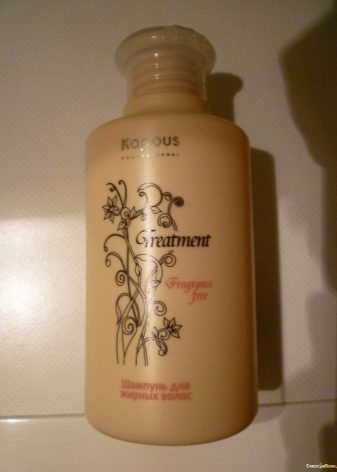 Kapous
PROFESSIONAL
Treatment
Fragrance
free
Шампунь для
жирных волос